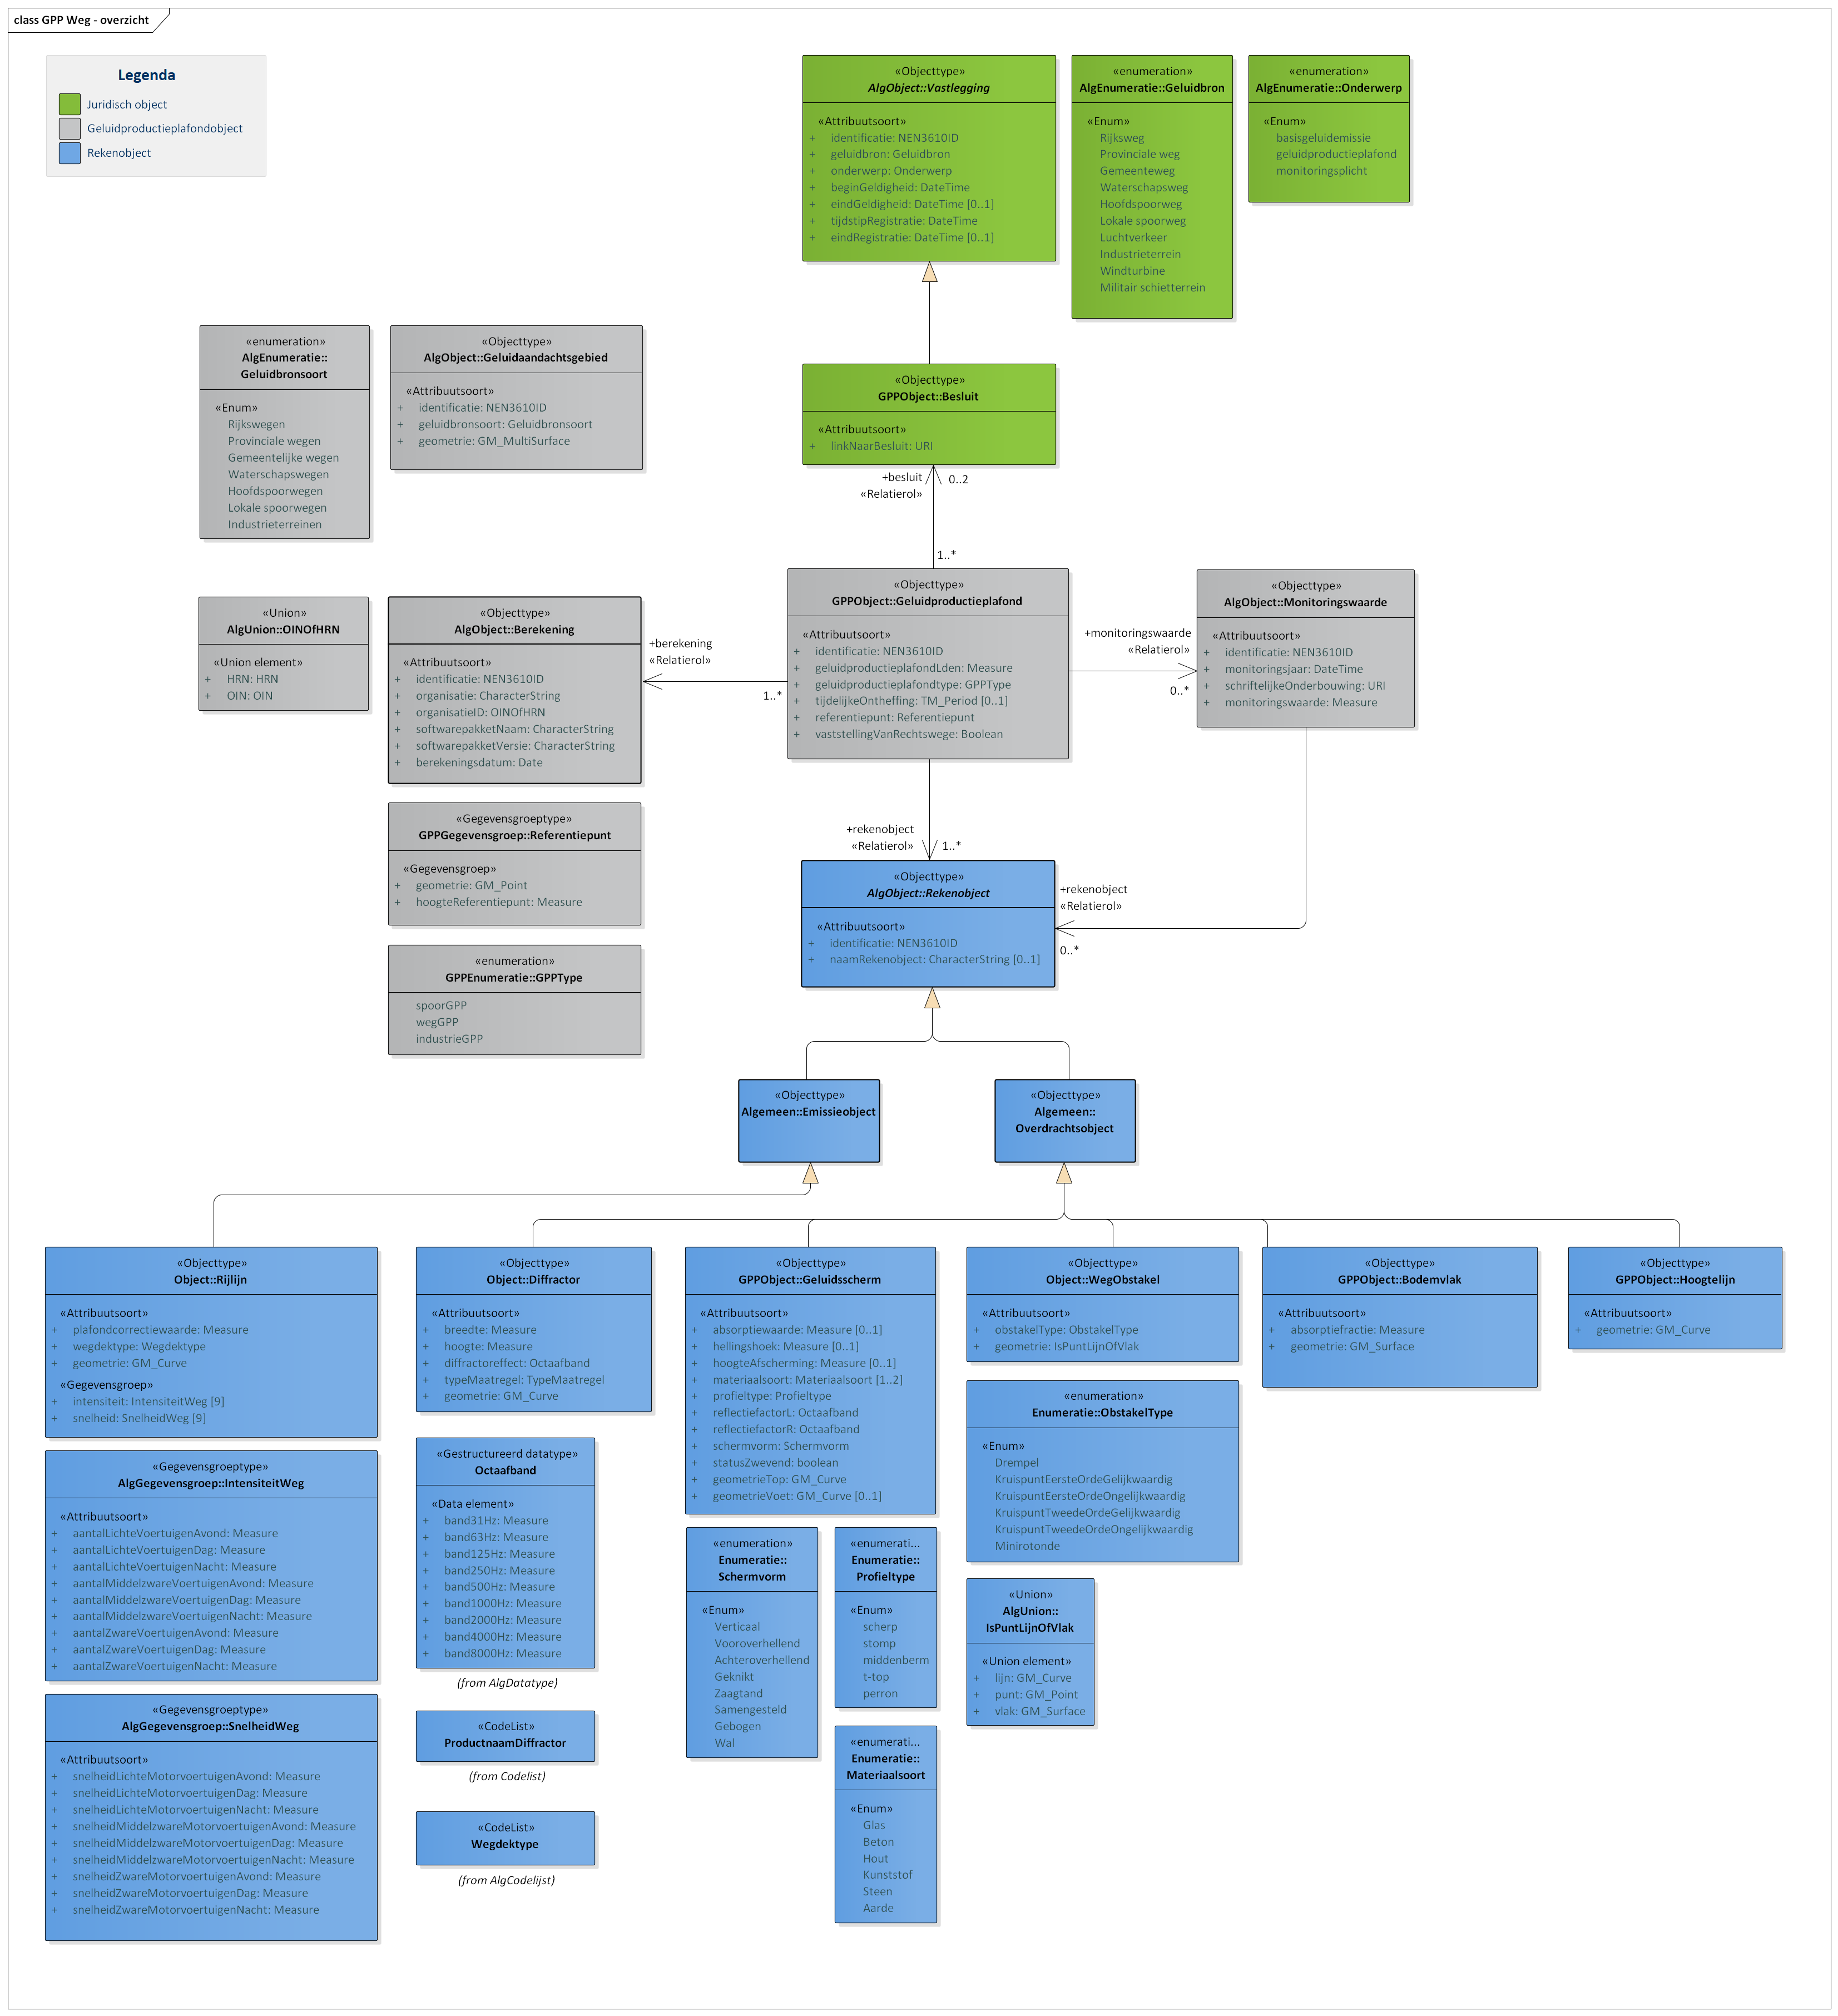 class GPP Weg - overzicht
Legenda
Juridisch object
Geluidproductieplafondobject
Rekenobject
«Objecttype»
AlgObject::Vastlegging
«Attribuutsoort»
+ identificatie: NEN3610ID
+ geluidbron: Geluidbron
+ onderwerp: Onderwerp
+ beginGeldigheid: DateTime
+ eindGeldigheid: DateTime [0..1]
+ tijdstipRegistratie: DateTime
+ eindRegistratie: DateTime [0..1]
«enumeration»
AlgEnumeratie::Geluidbron
«Enum»
Rijksweg
Provinciale weg
Gemeenteweg
Waterschapsweg
Hoofdspoorweg
Lokale spoorweg
Luchtverkeer
Industrieterrein
Windturbine
Militair schietterrein
«enumeration»
AlgEnumeratie::Onderwerp
«Enum»
basisgeluidemissie
geluidproductieplafond
monitoringsplicht
«enumeration»
AlgEnumeratie::
Geluidbronsoort
«Enum»
Rijkswegen
Provinciale wegen
Gemeentelijke wegen
Waterschapswegen
Hoofdspoorwegen
Lokale spoorwegen
Industrieterreinen
«Objecttype»
AlgObject::Geluidaandachtsgebied
«Attribuutsoort»
+ identificatie: NEN3610ID
+ geluidbronsoort: Geluidbronsoort
+ geometrie: GM_MultiSurface
«Objecttype»
GPPObject::Besluit
«Attribuutsoort»
+ linkNaarBesluit: URI
+besluit
0..2
«Relatierol»
1..*
«Union»
AlgUnion::OINOfHRN
«Union element»
+ HRN: HRN
+ OIN: OIN
«Objecttype»
AlgObject::Berekening
«Attribuutsoort»
+ identificatie: NEN3610ID
+ organisatie: CharacterString
+ organisatieID: OINOfHRN
+ softwarepakketNaam: CharacterString
+ softwarepakketVersie: CharacterString
+ berekeningsdatum: Date
+berekening
«Relatierol»
1..*
«Objecttype»
GPPObject::Geluidproductieplafond
«Attribuutsoort»
+ identificatie: NEN3610ID
+ geluidproductieplafondLden: Measure
+ geluidproductieplafondtype: GPPType
+ tijdelijkeOntheffing: TM_Period [0..1]
+ referentiepunt: Referentiepunt
+ vaststellingVanRechtswege: Boolean
+monitoringswaarde
«Relatierol»
0..*
«Objecttype»
AlgObject::Monitoringswaarde
«Attribuutsoort»
+ identificatie: NEN3610ID
+ monitoringsjaar: DateTime
+ schriftelijkeOnderbouwing: URI
+ monitoringswaarde: Measure
«Gegevensgroeptype»
GPPGegevensgroep::Referentiepunt
«Gegevensgroep»
+ geometrie: GM_Point
+ hoogteReferentiepunt: Measure
+rekenobject
«Relatierol»
1..*
«Objecttype»
AlgObject::Rekenobject
«Attribuutsoort»
+ identificatie: NEN3610ID
+ naamRekenobject: CharacterString [0..1]
+rekenobject
«Relatierol»
0..*
«enumeration»
GPPEnumeratie::GPPType
spoorGPP
wegGPP
industrieGPP
«Objecttype»
Algemeen::Emissieobject
«Objecttype»
Algemeen::
Overdrachtsobject
«Objecttype»
Object::Rijlijn
«Attribuutsoort»
+ plafondcorrectiewaarde: Measure
+ wegdektype: Wegdektype
+ geometrie: GM_Curve
«Gegevensgroep»
+ intensiteit: IntensiteitWeg [9]
+ snelheid: SnelheidWeg [9]
«Objecttype»
Object::Diffractor
«Attribuutsoort»
+ breedte: Measure
+ hoogte: Measure
+ diffractoreffect: Octaafband
+ typeMaatregel: TypeMaatregel
+ geometrie: GM_Curve
«Objecttype»
GPPObject::Geluidsscherm
«Attribuutsoort»
+ absorptiewaarde: Measure [0..1]
+ hellingshoek: Measure [0..1]
+ hoogteAfscherming: Measure [0..1]
+ materiaalsoort: Materiaalsoort [1..2]
+ profieltype: Profieltype
+ reflectiefactorL: Octaafband
+ reflectiefactorR: Octaafband
+ schermvorm: Schermvorm
+ statusZwevend: boolean
+ geometrieTop: GM_Curve
+ geometrieVoet: GM_Curve [0..1]
«Objecttype»
Object::WegObstakel
«Attribuutsoort»
+ obstakelType: ObstakelType
+ geometrie: IsPuntLijnOfVlak
«Objecttype»
GPPObject::Bodemvlak
«Attribuutsoort»
+ absorptiefractie: Measure
+ geometrie: GM_Surface
«Objecttype»
GPPObject::Hoogtelijn
«Attribuutsoort»
+ geometrie: GM_Curve
«enumeration»
Enumeratie::ObstakelType
«Enum»
Drempel
KruispuntEersteOrdeGelijkwaardig
KruispuntEersteOrdeOngelijkwaardig
KruispuntTweedeOrdeGelijkwaardig
KruispuntTweedeOrdeOngelijkwaardig
Minirotonde
«Gegevensgroeptype»
AlgGegevensgroep::IntensiteitWeg
«Attribuutsoort»
+ aantalLichteVoertuigenAvond: Measure
+ aantalLichteVoertuigenDag: Measure
+ aantalLichteVoertuigenNacht: Measure
+ aantalMiddelzwareVoertuigenAvond: Measure
+ aantalMiddelzwareVoertuigenDag: Measure
+ aantalMiddelzwareVoertuigenNacht: Measure
+ aantalZwareVoertuigenAvond: Measure
+ aantalZwareVoertuigenDag: Measure
+ aantalZwareVoertuigenNacht: Measure
«Gestructureerd datatype»
Octaafband
«Data element»
+ band31Hz: Measure
+ band63Hz: Measure
+ band125Hz: Measure
+ band250Hz: Measure
+ band500Hz: Measure
+ band1000Hz: Measure
+ band2000Hz: Measure
+ band4000Hz: Measure
+ band8000Hz: Measure
(from AlgDatatype)
«enumeration»
Enumeratie::
Schermvorm
«Enum»
Verticaal
Vooroverhellend
Achteroverhellend
Geknikt
Zaagtand
Samengesteld
Gebogen
Wal
«enumerati...
Enumeratie::
Profieltype
«Enum»
scherp
stomp
middenberm
t-top
perron
«Union»
AlgUnion::
IsPuntLijnOfVlak
«Union element»
+ lijn: GM_Curve
+ punt: GM_Point
+ vlak: GM_Surface
«Gegevensgroeptype»
AlgGegevensgroep::SnelheidWeg
«Attribuutsoort»
+ snelheidLichteMotorvoertuigenAvond: Measure
+ snelheidLichteMotorvoertuigenDag: Measure
+ snelheidLichteMotorvoertuigenNacht: Measure
+ snelheidMiddelzwareMotorvoertuigenAvond: Measure
+ snelheidMiddelzwareMotorvoertuigenDag: Measure
+ snelheidMiddelzwareMotorvoertuigenNacht: Measure
+ snelheidZwareMotorvoertuigenAvond: Measure
+ snelheidZwareMotorvoertuigenDag: Measure
+ snelheidZwareMotorvoertuigenNacht: Measure
«CodeList»
ProductnaamDiffractor
(from Codelist)
«CodeList»
Wegdektype
(from AlgCodelijst)
«enumerati...
Enumeratie::
Materiaalsoort
«Enum»
Glas
Beton
Hout
Kunststof
Steen
Aarde